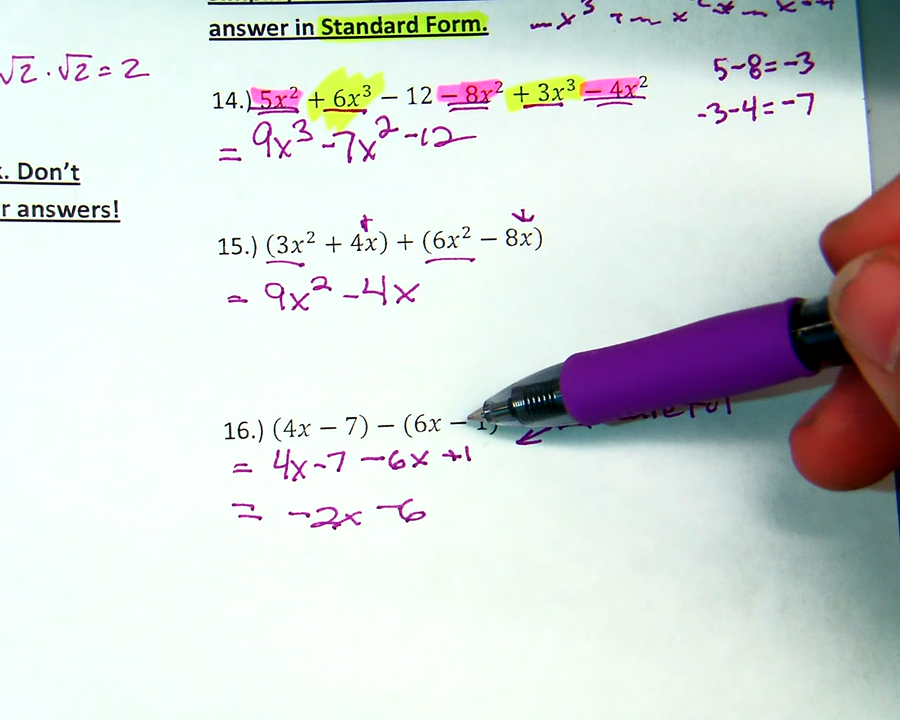 answer in Standard Form.
√2 · √2 = 2
5-8=-3
-3-4=-7
14.) 5x² + 6x³ − 12 − 8x² + 3x³ − 4x²
= 9x³ -7x² -12
. Don't
r answers!
15.) (3x² + 4x) + (6x² − 8x)
= 9x² -4x
16.) (4x − 7) − (6x − 1)
= 4x-7 -6x +1
= -2x -6